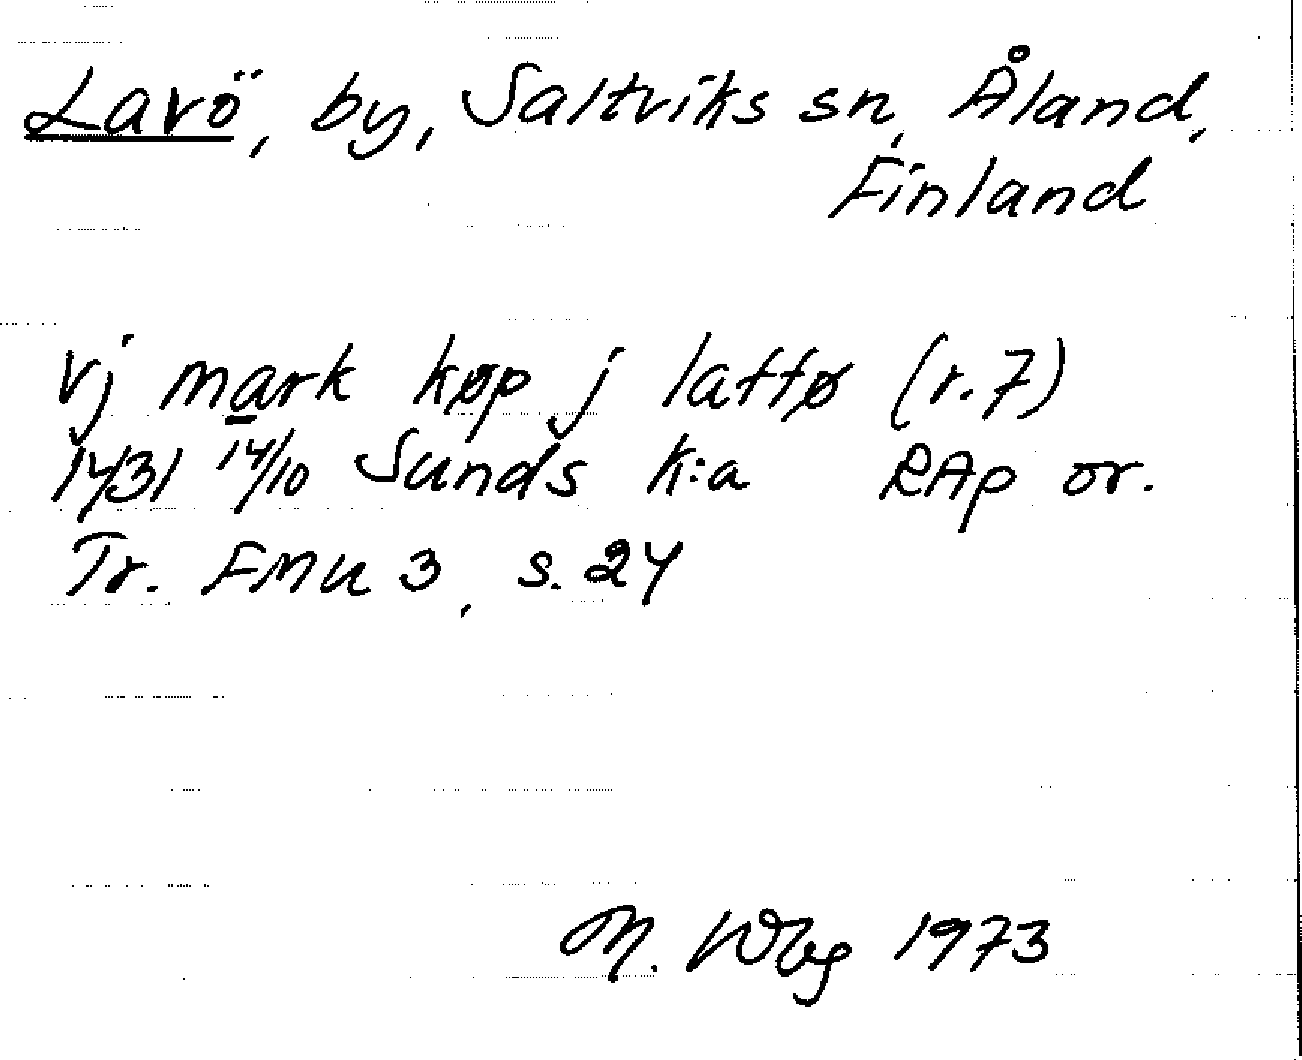 Lavö, by, Saltviks sn, Åland,
Finland
vj mark køp j laffø (r.7)
1431 14/10 Sunds k:a RAp or.
Tr. FMU 3, s. 24
M. Wbg 1973